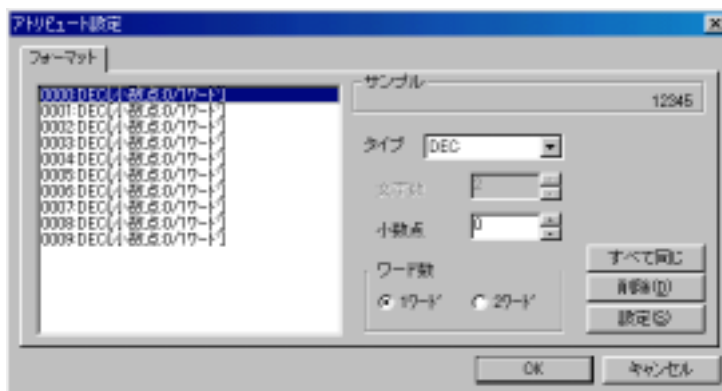 アトリビュート設定
フォーマット
0000:DEC[小数点:0/1ワード]
0001:DEC[小数点:0/1ワード]
0002:DEC[小数点:0/1ワード]
0003:DEC[小数点:0/1ワード]
0004:DEC[小数点:0/1ワード]
0005:DEC[小数点:0/1ワード]
0006:DEC[小数点:0/1ワード]
0007:DEC[小数点:0/1ワード]
0008:DEC[小数点:0/1ワード]
0009:DEC[小数点:0/1ワード]
サンプル
12345
タイプ DEC
文字数 2
小数点 0
ワード数
1ワード 2ワード
すべて同じ
削除(D)
設定(S)
OK キャンセル